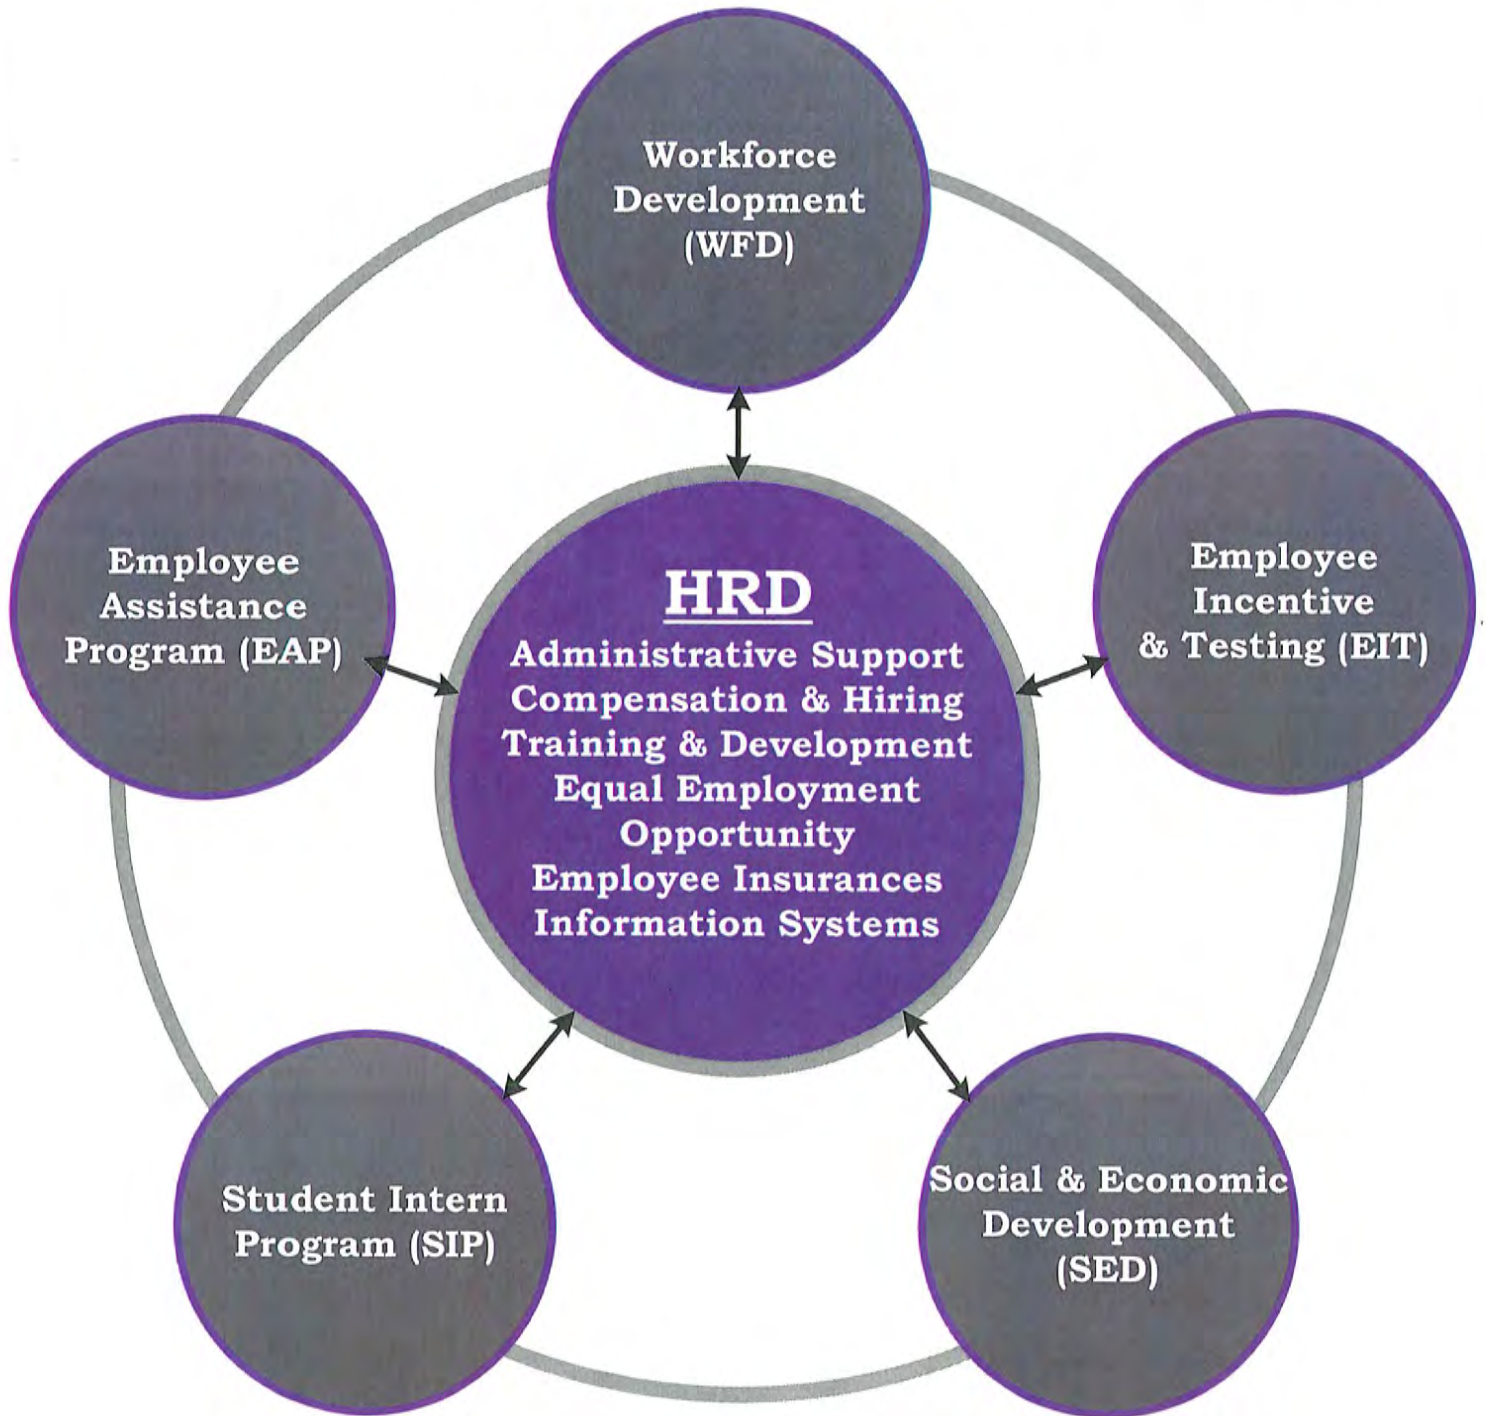 Workforce
Development
(WFD)
Employee
Assistance
Program (EAP)
Employee
Incentive
& Testing (EIT)
HRD
Administrative Support
Compensation & Hiring
Training & Development
Equal Employment
Opportunity
Employee Insurances
Information Systems
Student Intern
Program (SIP)
Social & Economic
Development
(SED)